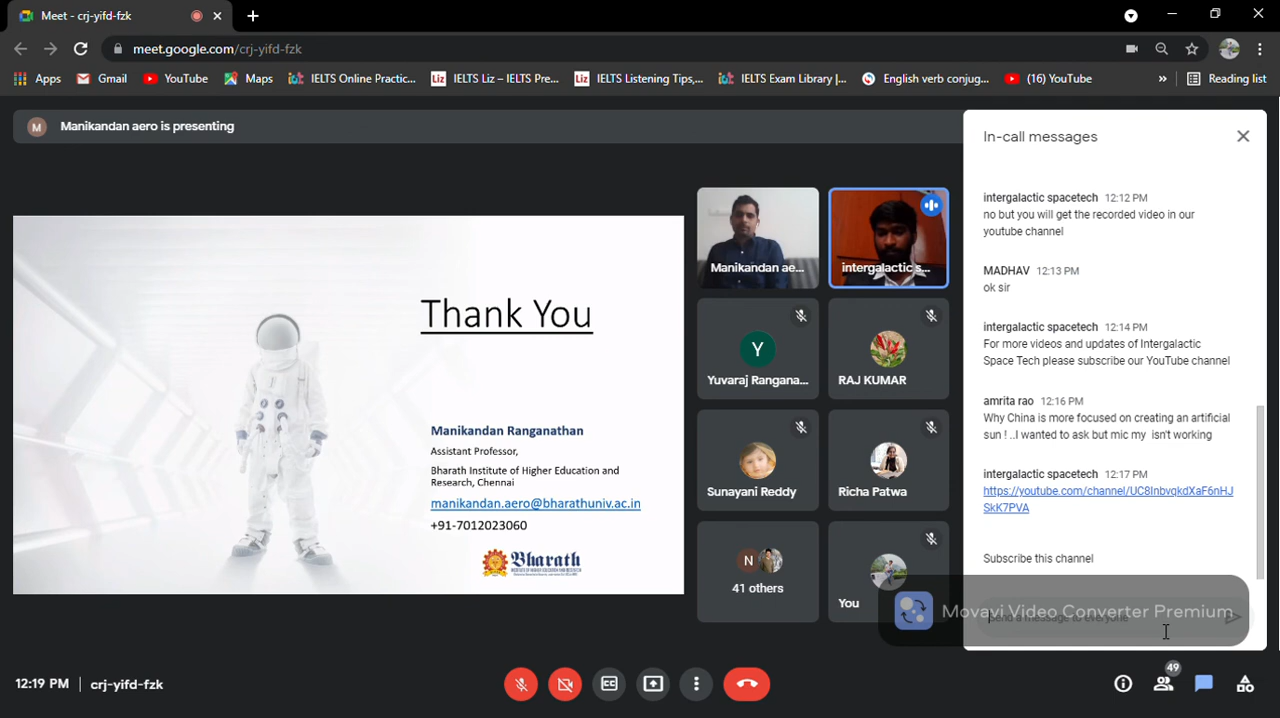 Meet - crj-yifd-fzk
meet.google.com/crj-yifd-fzk
Apps
Gmail
YouTube
Maps
IELTS Online Practic...
Liz
IELTS Liz – IELTS Pre...
Liz
IELTS Listening Tips,...
IELTS Exam Library |...
English verb conjug...
(16) YouTube
»
Reading list
M
Manikandan aero is presenting
Thank You
Manikandan Ranganathan
Assistant Professor,
Bharath Institute of Higher Education and
Research, Chennai
manikandan.aero@bharathuniv.ac.in
+91-7012023060
Bharath
Manikandan ae...
intergalactic s...
Y
Yuvaraj Rangana...
RAJ KUMAR
Sunayani Reddy
Richa Patwa
N
41 others
You
In-call messages
intergalactic spacetech 12:12 PM
no but you will get the recorded video in our
youtube channel
MADHAV 12:13 PM
ok sir
intergalactic spacetech 12:14 PM
For more videos and updates of Intergalactic
Space Tech please subscribe our YouTube channel
amrita rao 12:16 PM
Why China is more focused on creating an artificial
sun ! ..I wanted to ask but mic my isn't working
intergalactic spacetech 12:17 PM
https://youtube.com/channel/UC8InbvqkdXaF6nHJ
SkK7PVA
Subscribe this channel
Send a message to everyone
Movavi Video Converter Premium
12:19 PM
crj-yifd-fzk
CC
49